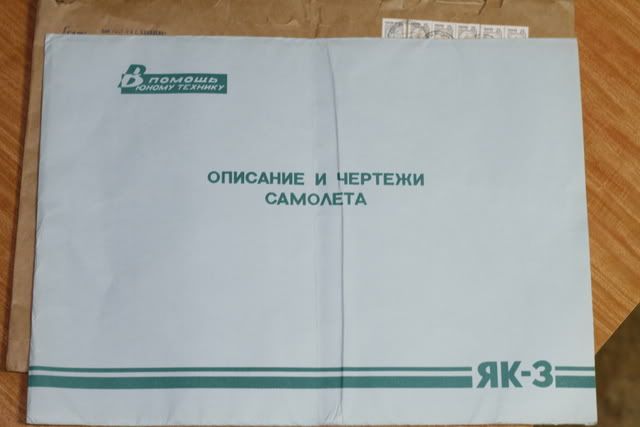 В помощь
юному технику
ОПИСАНИЕ И ЧЕРТЕЖИ
САМОЛЕТА
ЯК-3